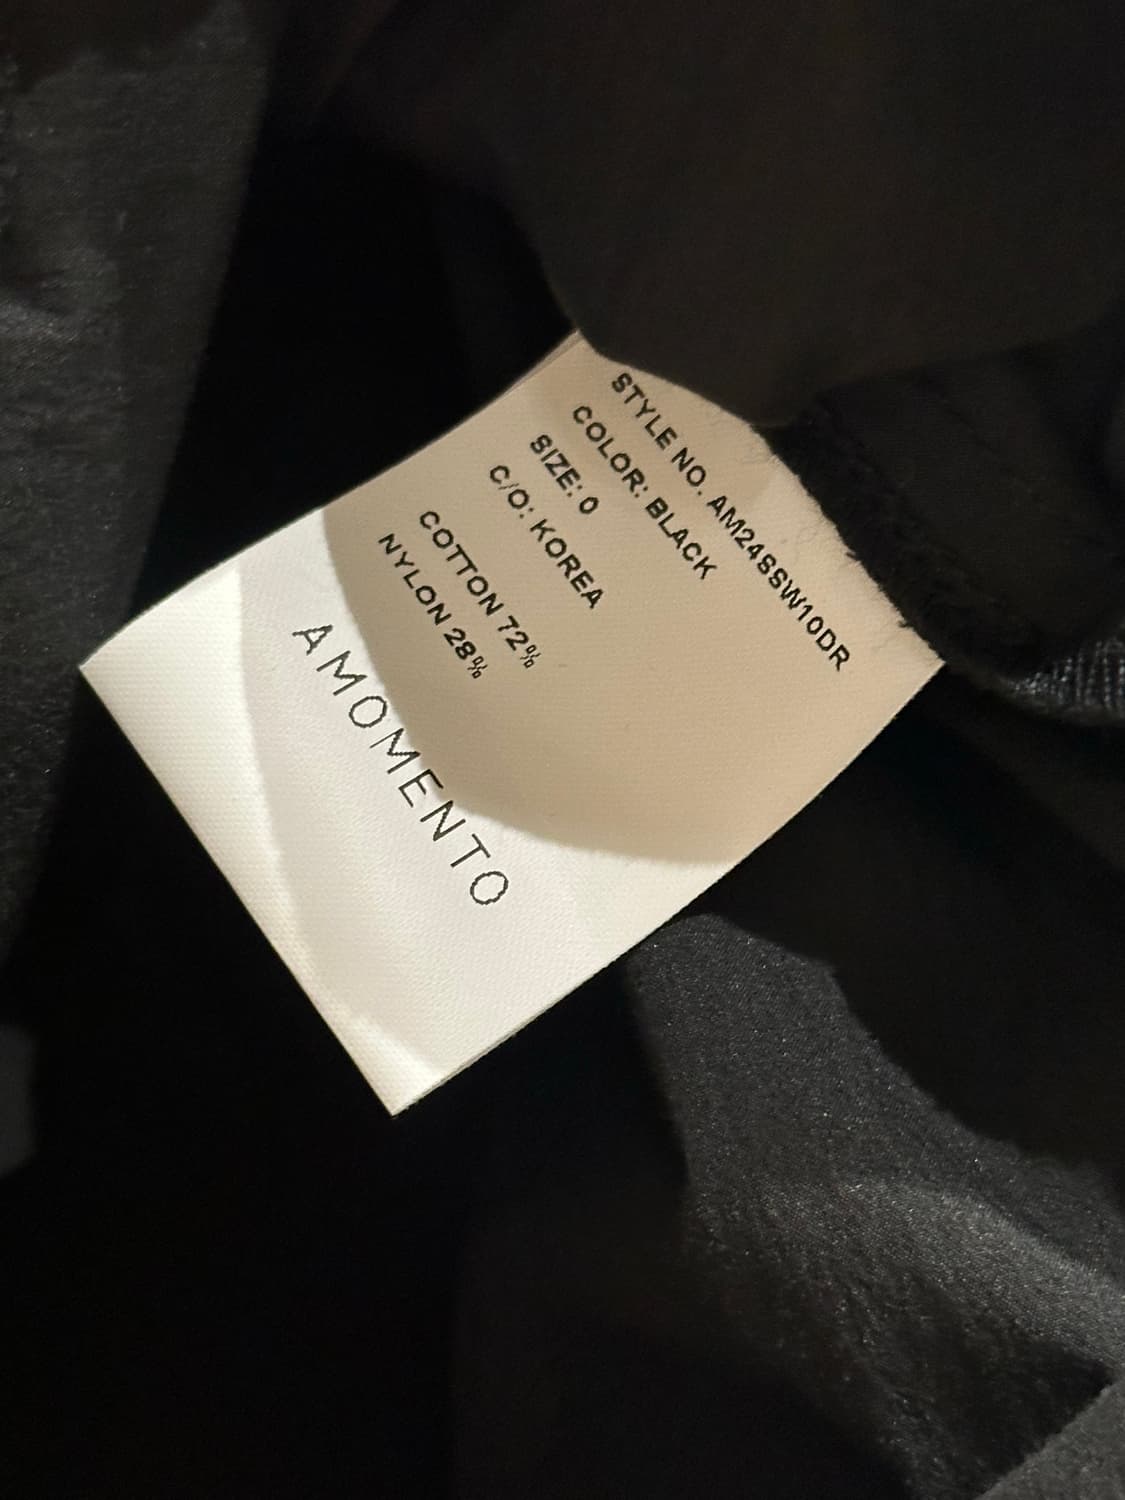 STYLE NO. AM24SSW10DR
COLOR: BLACK
SIZE: 0
C/O: KOREA
COTTON 72%
NYLON 28%
AMOMENTO